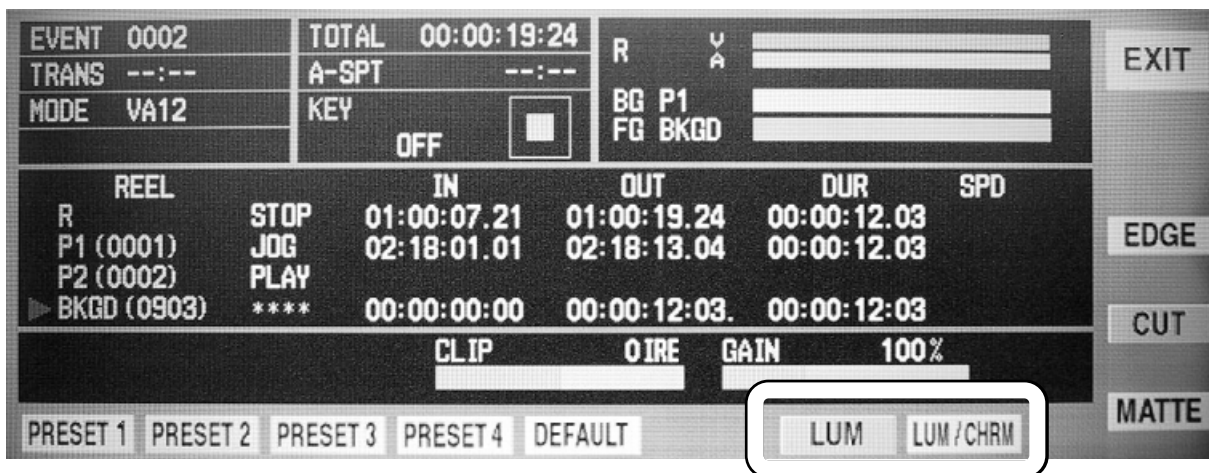 EVENT 0002
TOTAL 00:00:19:24
R V
A
EXIT
TRANS --:--
A-SPT --:--
MODE VA12
KEY
OFF
BG P1
FG BKGD
REEL IN OUT DUR SPD
R STOP 01:00:07.21 01:00:19.24 00:00:12.03
P1 (0001) JOG 02:18:01.01 02:18:13.04 00:00:12.03
EDGE
P2 (0002) PLAY
BKGD (0903) **** 00:00:00:00 00:00:12:03. 00:00:12:03
CUT
CLIP 0 IRE GAIN 100%
MATTE
PRESET 1 PRESET 2 PRESET 3 PRESET 4 DEFAULT LUM LUM / CHRM